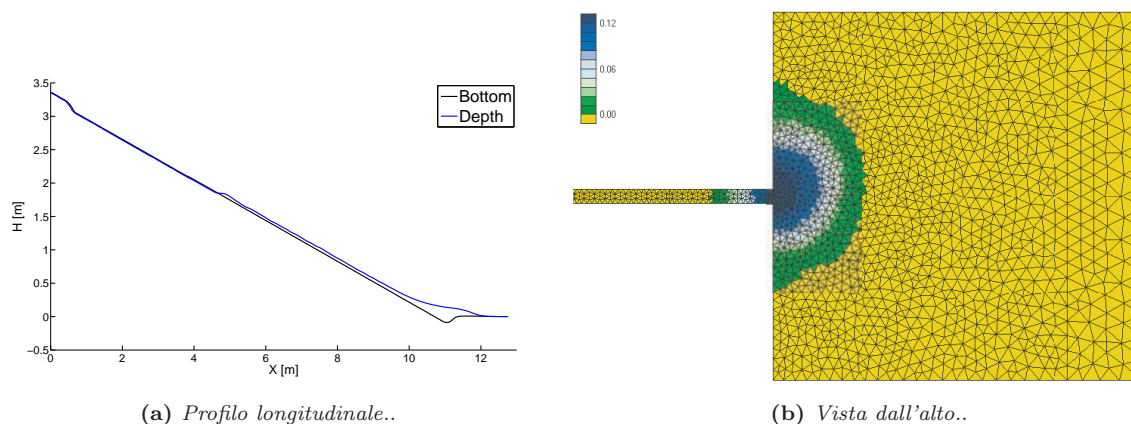 3.5
3
2.5
2
1.5
1
0.5
0
−0.5
H [m]
0 2 4 6 8 10 12
X [m]
Bottom
Depth
0.12
0.06
0.00
(a) Profilo longitudinale..
(b) Vista dall'alto..